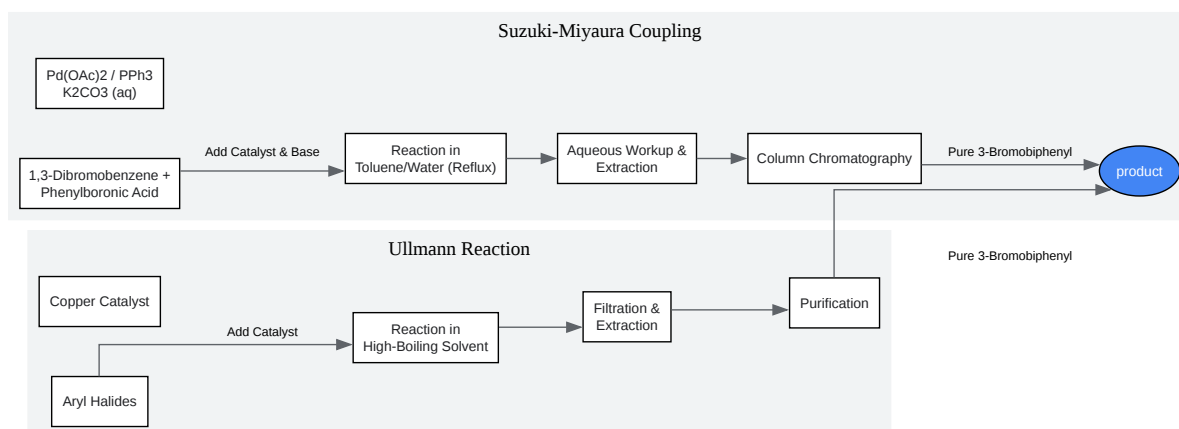 Suzuki-Miyaura Coupling
Pd(OAc)2 / PPh3
K2CO3 (aq)
1,3-Dibromobenzene +
Phenylboronic Acid
Add Catalyst & Base
Reaction in
Toluene/Water (Reflux)
Aqueous Workup &
Extraction
Column Chromatography
Pure 3-Bromobiphenyl
product
Ullmann Reaction
Copper Catalyst
Aryl Halides
Add Catalyst
Reaction in
High-Boiling Solvent
Filtration &
Extraction
Purification
Pure 3-Bromobiphenyl